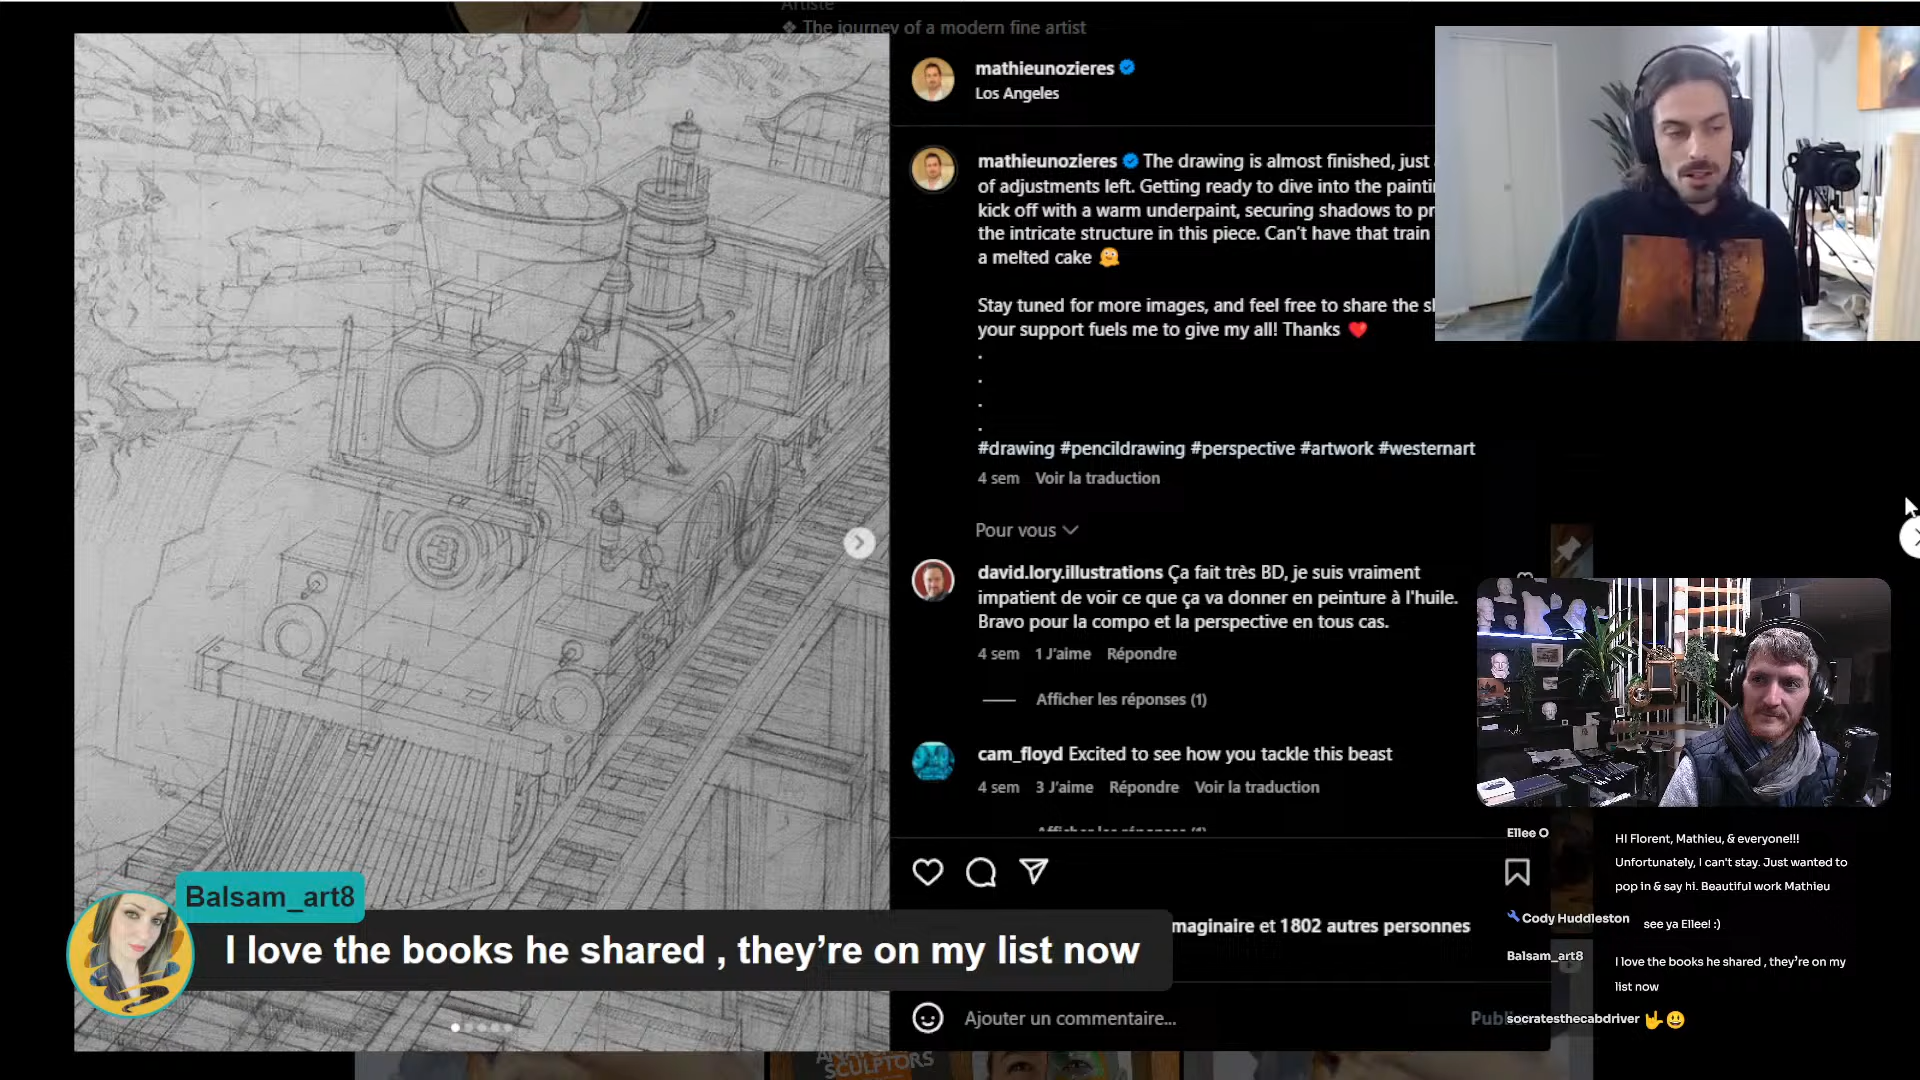 Artiste
❖ The journey of a modern fine artist
mathieunozieres
Los Angeles
mathieunozieres The drawing is almost finished, just
of adjustments left. Getting ready to dive into the
kick off with a warm underpaint, securing shadows to
the intricate structure in this piece. Can't have that train
a melted cake 🫠
Stay tuned for more images, and feel free to share the
your support fuels me to give my all! Thanks ❤️
.
.
.
.
#drawing #pencildrawing #perspective #artwork #westernart
4 sem Voir la traduction
Pour vous
david.lory.illustrations Ça fait très BD, je suis vraiment
impatient de voir ce que ça va donner en peinture à l'huile.
Bravo pour la compo et la perspective en tous cas.
4 sem 1 J'aime Répondre
Afficher les réponses (1)
cam_floyd Excited to see how you tackle this beast
4 sem 3 J'aime Répondre Voir la traduction
Afficher les réponses (1)
et 1 802 autres personnes
Ajouter un commentaire...
3
Balsam_art8
I love the books he shared , they're on my list now
Ellee O
HI Florent, Mathieu, & everyone!!!
Unfortunately, I can't stay. Just wanted to
pop in & say hi. Beautiful work Mathieu
Cody Huddleston
see ya Ellee! :)
Balsam_art8
I love the books he shared , they're on my
list now
socratesthecabdriver 🤟😃
SCULPTORS